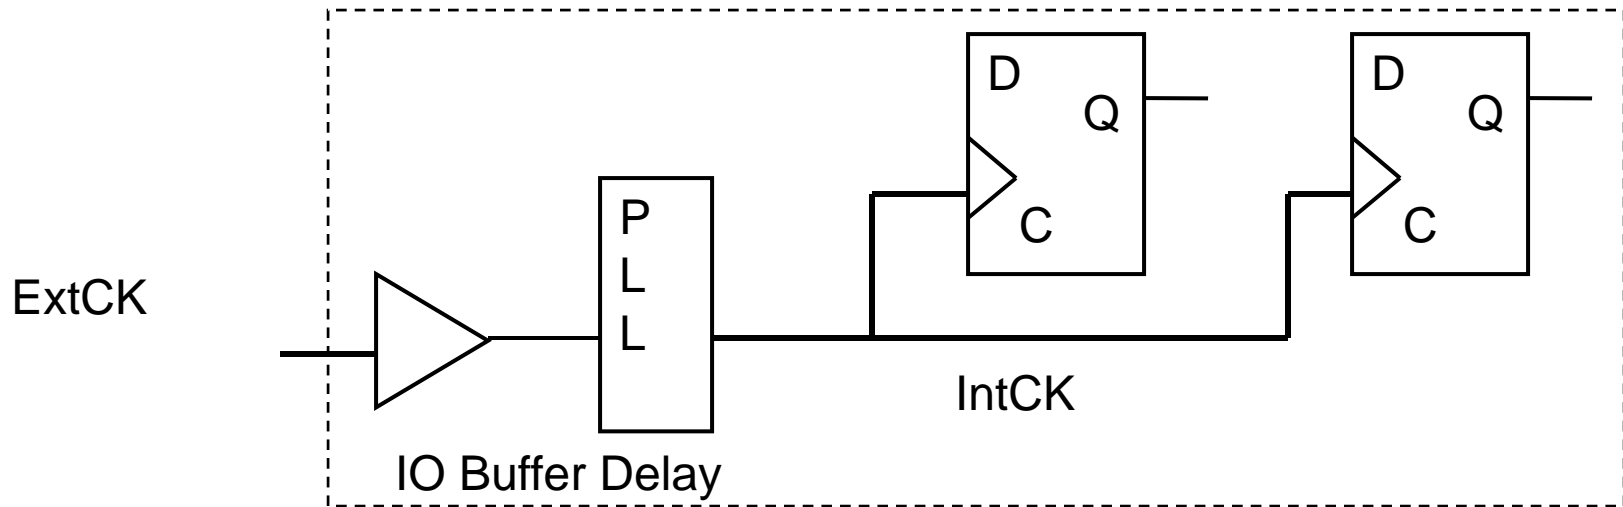 D
Q
C
D
Q
C
P
L
L
ExtCK
IntCK
IO Buffer Delay